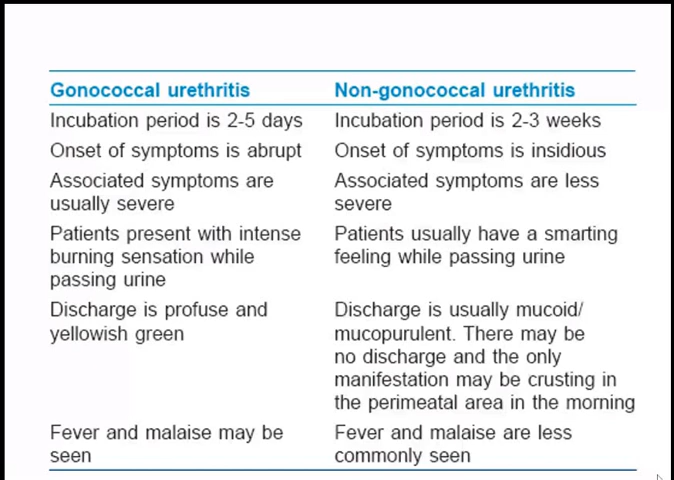 Gonococcal urethritis Non-gonococcal urethritis
Incubation period is 2-5 days Incubation period is 2-3 weeks
Onset of symptoms is abrupt Onset of symptoms is insidious
Associated symptoms are Associated symptoms are less
usually severe severe
Patients present with intense Patients usually have a smarting
burning sensation while feeling while passing urine
passing urine
Discharge is profuse and Discharge is usually mucoid/
yellowish green mucopurulent. There may be
no discharge and the only
manifestation may be crusting in
the perimeatal area in the morning
Fever and malaise may be Fever and malaise are less
seen commonly seen